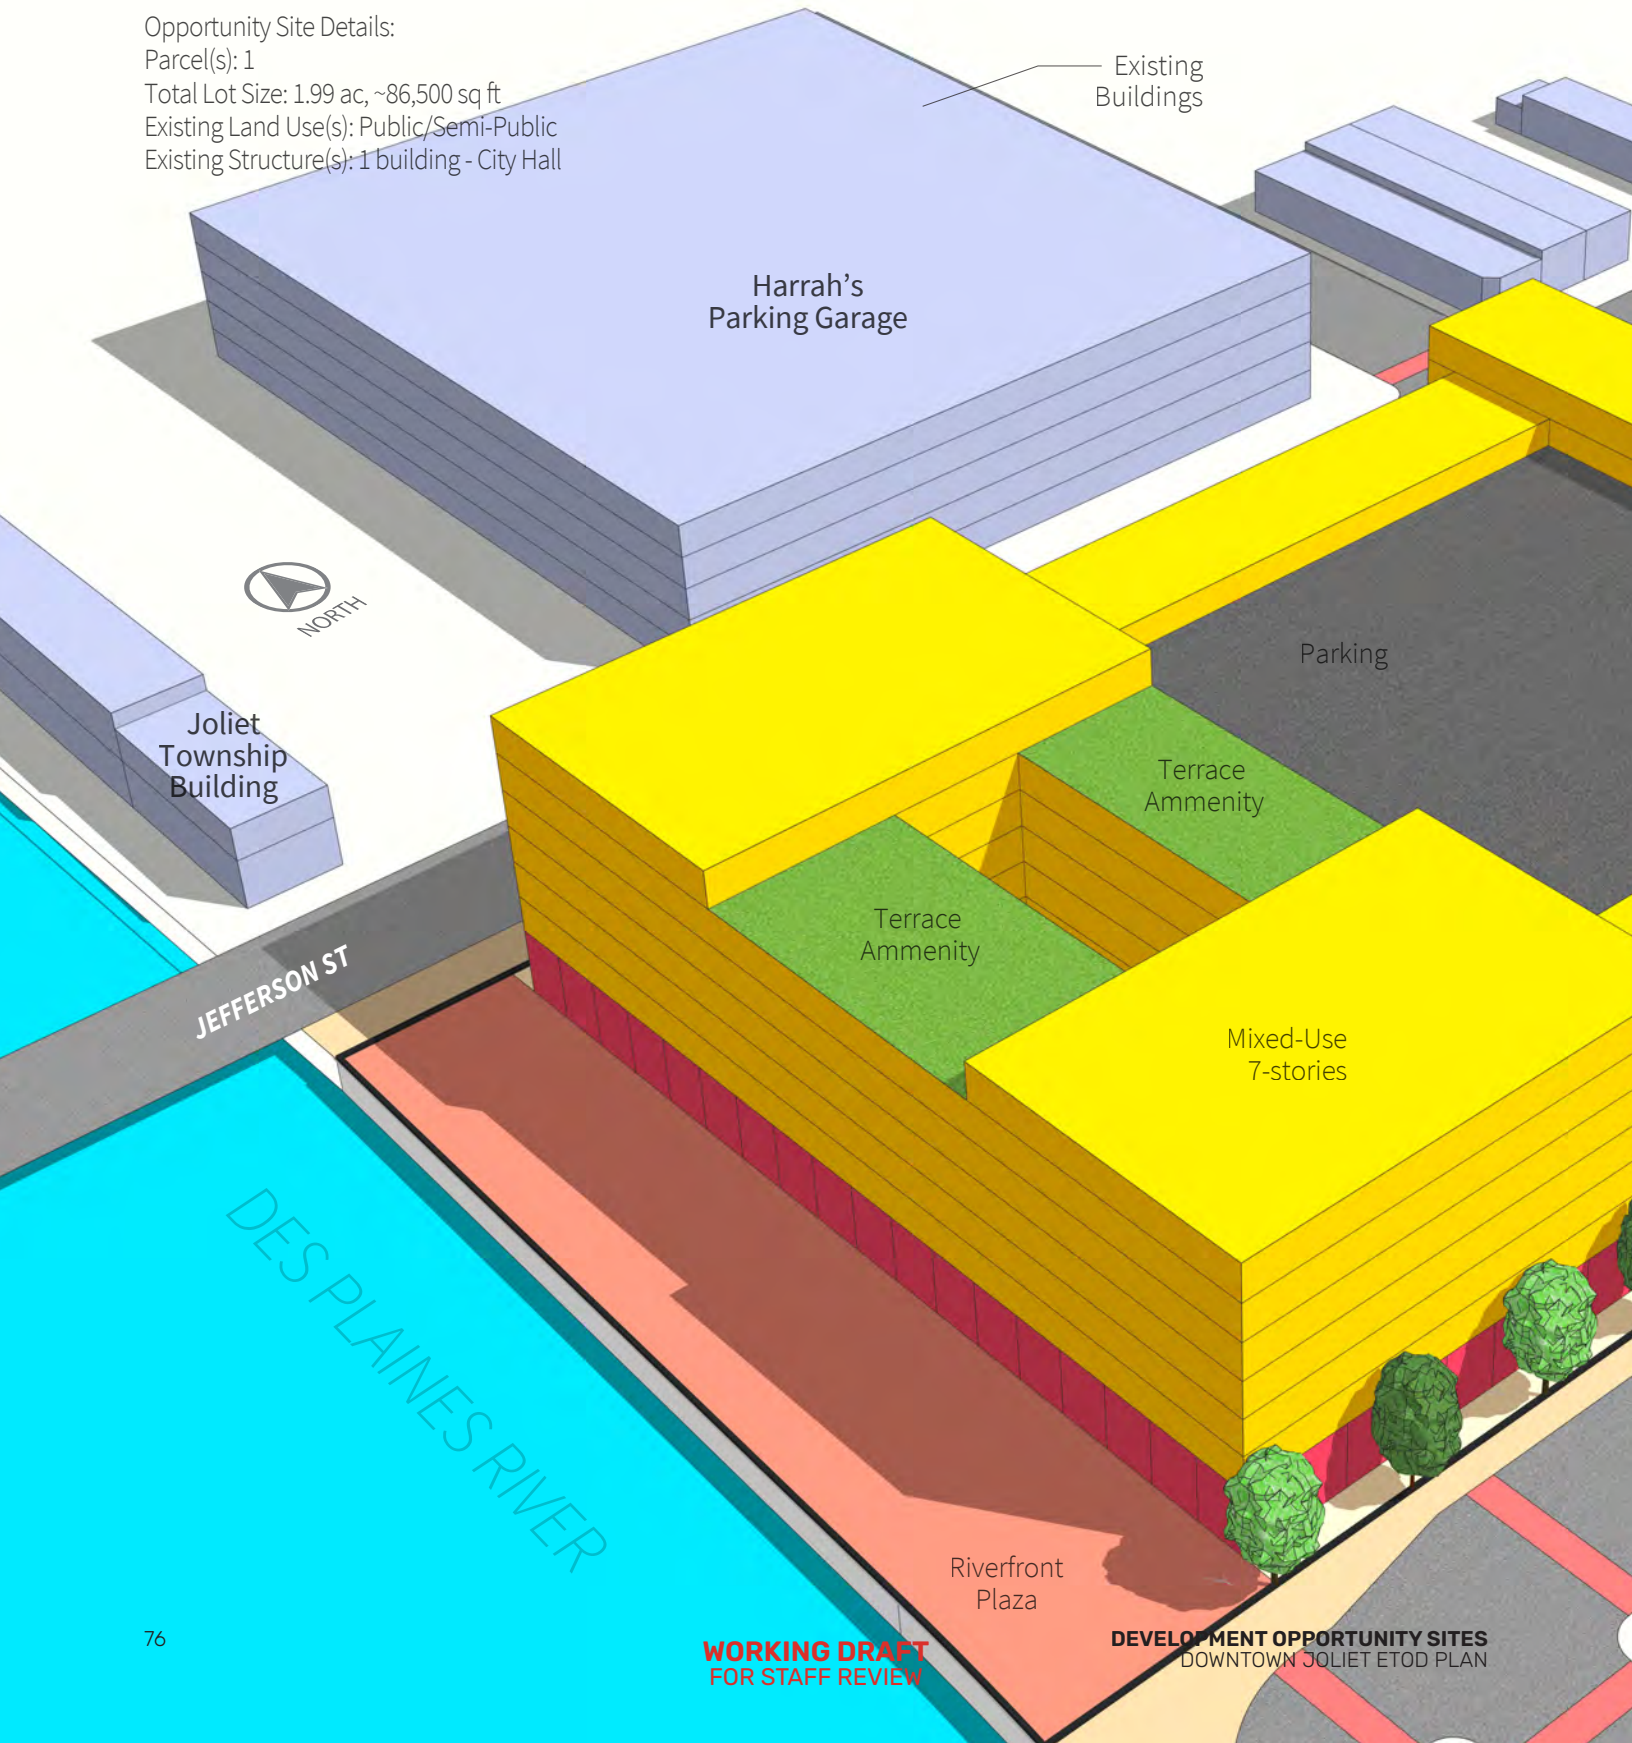 Opportunity Site Details:
Parcel(s): 1
Total Lot Size: 1.99 ac, ~86,500 sq ft
Existing Land Use(s): Public/Semi-Public
Existing Structure(s): 1 building - City Hall
Existing
Buildings
Harrah's
Parking Garage
NORTH
Parking
Joliet
Township
Building
Terrace
Ammenity
Terrace
Ammenity
JEFFERSON ST
Mixed-Use
7-stories
DES PLAINES RIVER
Riverfront
Plaza
76
WORKING DRAFT
FOR STAFF REVIEW
DEVELOPMENT OPPORTUNITY SITES
DOWNTOWN JOLIET ETOD PLAN